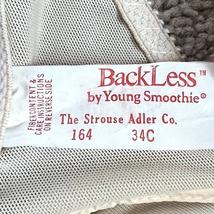 BackLess™
by Young Smoothie®
The Strouse Adler Co.
164 34C
FIBER CONTENT &
CARE INSTRUCTIONS
ON REVERSE SIDE